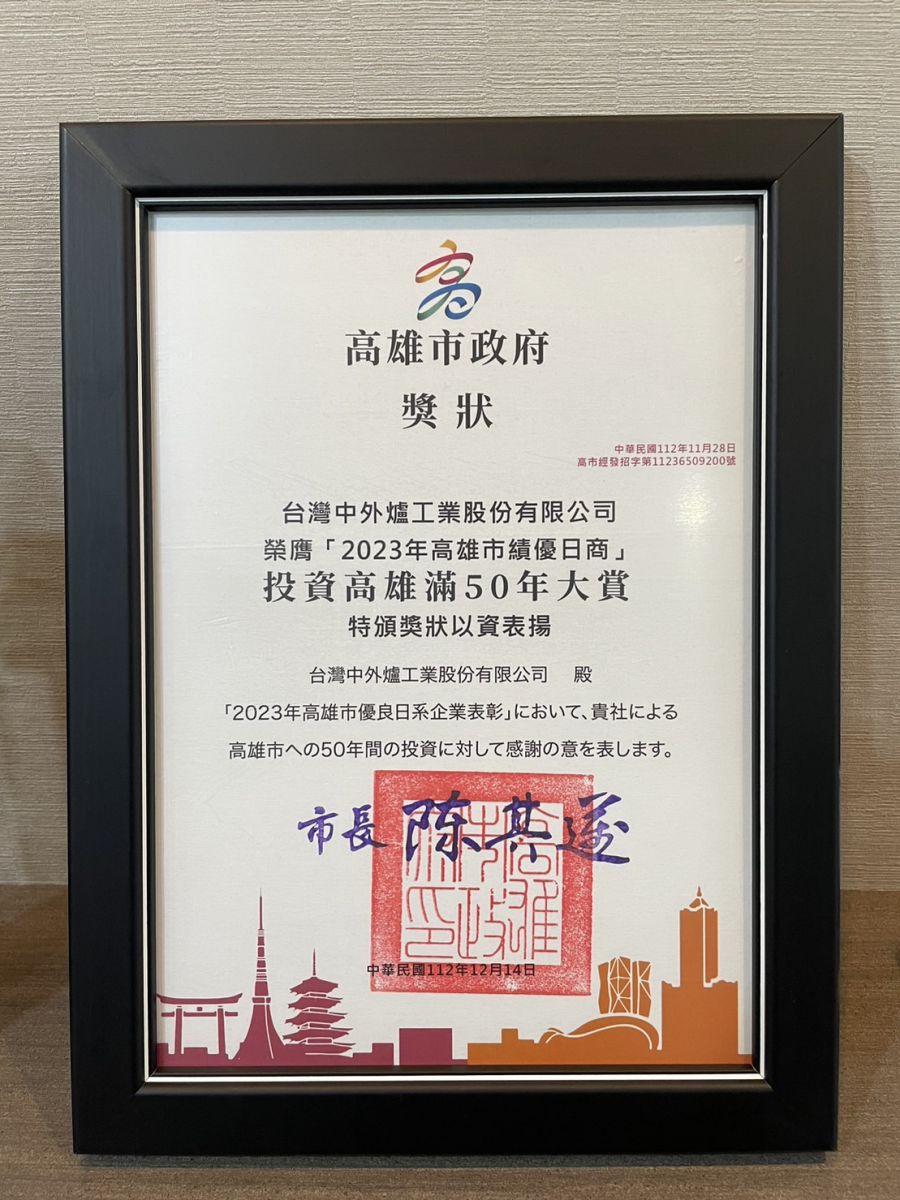 高雄市政府
獎狀
中華民國112年11月28日
高市經發招字第11236509200號
台灣中外爐工業股份有限公司
榮膺「2023年高雄市績優日商」
投資高雄滿50年大賞
特頒獎狀以資表揚
台灣中外爐工業股份有限公司 殿
「2023年高雄市優良日系企業表彰」において、貴社による
高雄市への50年間の投資に対して感謝の意を表します。
市長 陳其邁
高雄市政府印
中華民國112年12月14日